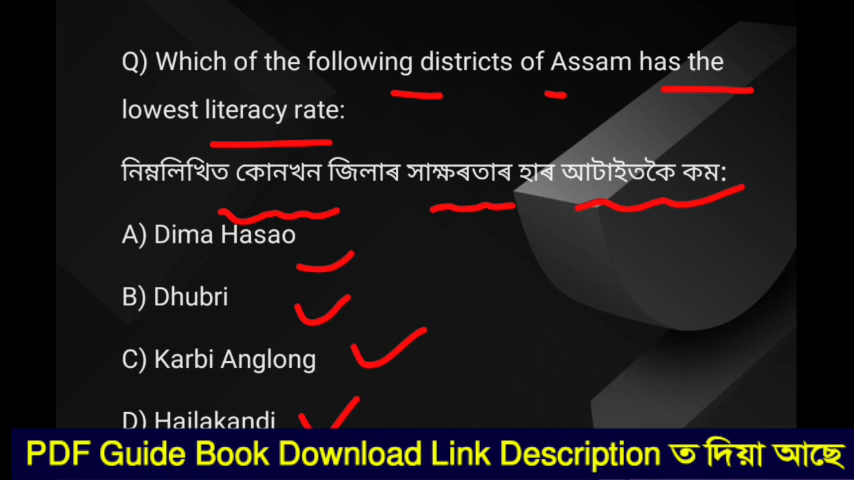 Q) Which of the following districts of Assam has the
lowest literacy rate:
নিম্নলিখিত কোনখন জিলাৰ সাক্ষৰতাৰ হাৰ আটাইতকৈ কম:
A) Dima Hasao
B) Dhubri
C) Karbi Anglong
D) Hailakandi
PDF Guide Book Download Link Description ত দিয়া আছে